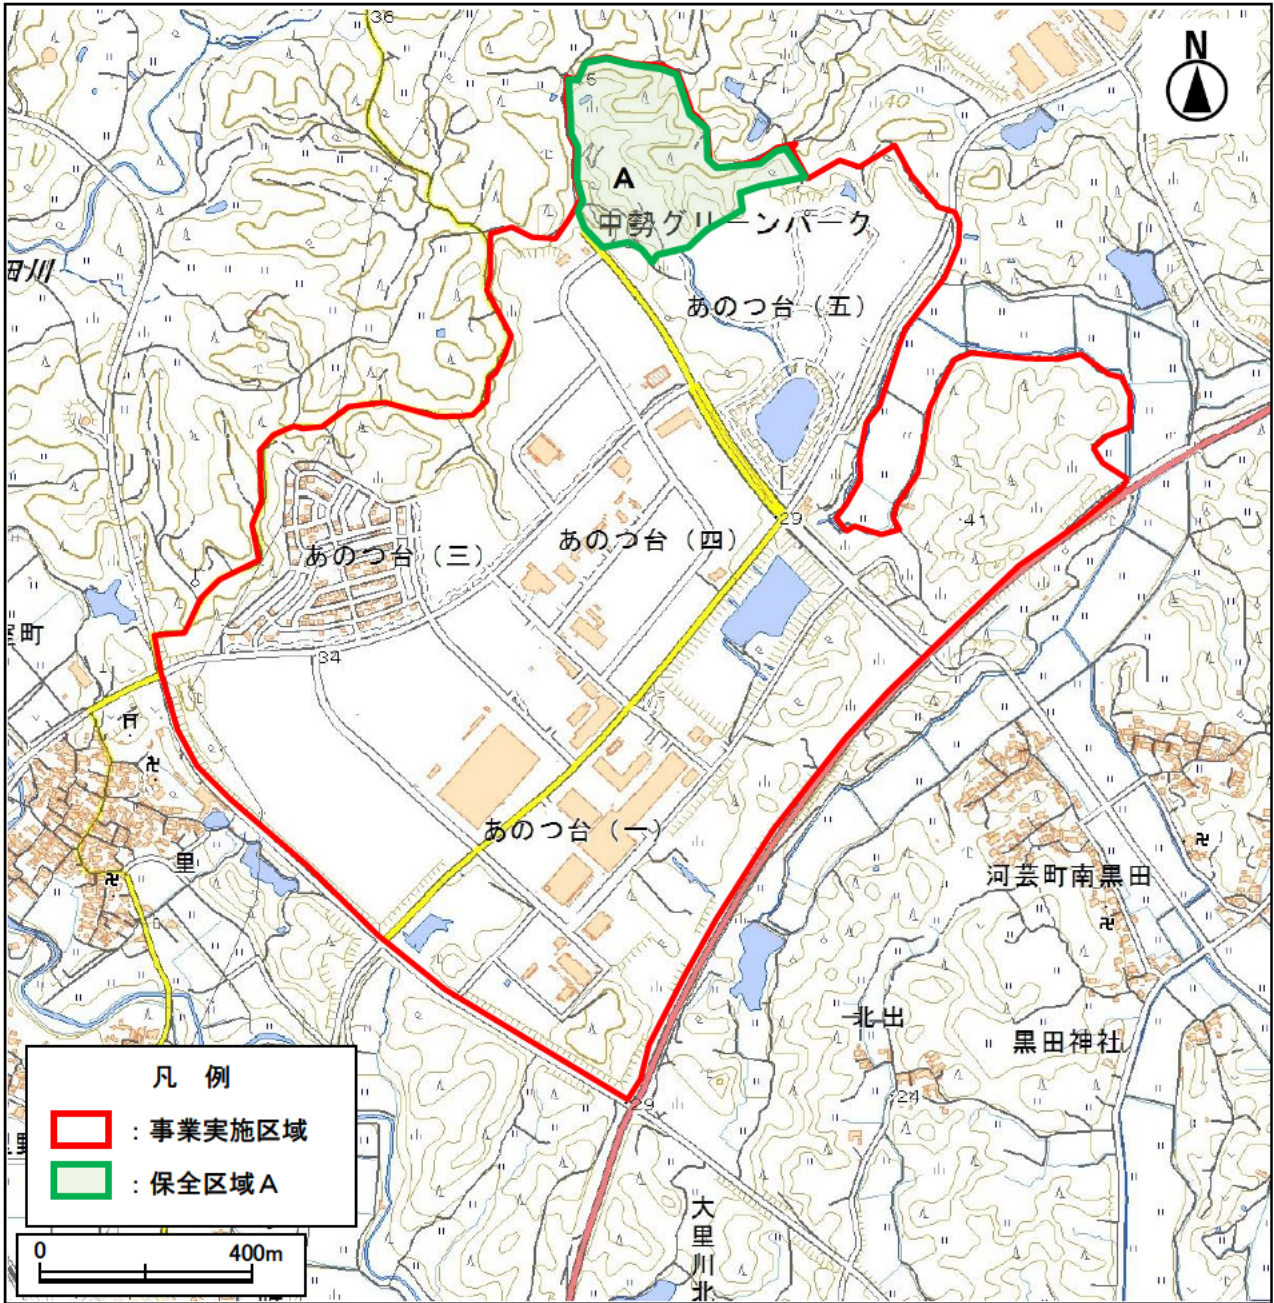 36
N
5
40
A
中勢グリーンパーク
田川
あのつ台（五）
29
41
あのつ台（四）
あのつ台（三）
町
34
あのつ台（一）
里
河芸町南黒田
北出
黒田神社
24
29
大里川北
凡 例
：事業実施区域
：保全区域A
0 400m